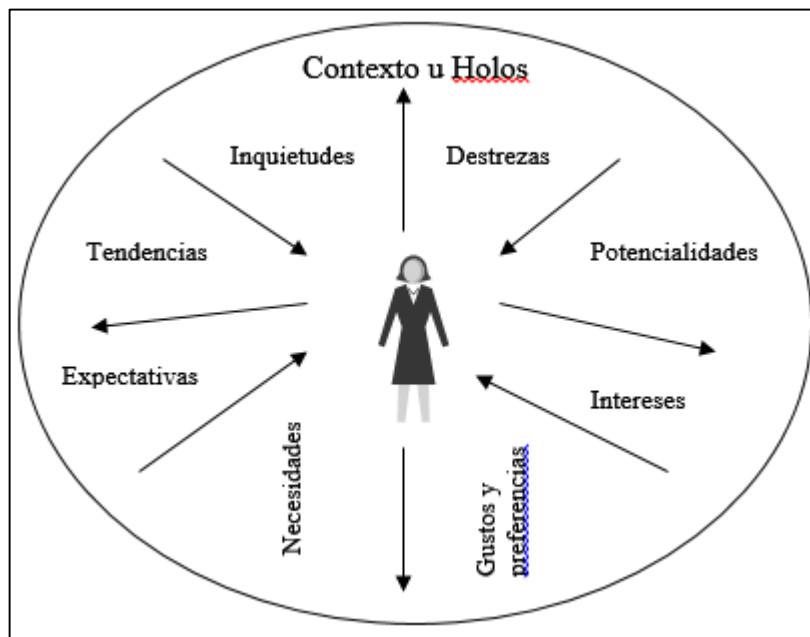 Contexto u Holos
Inquietudes
Destrezas
Tendencias
Potencialidades
Expectativas
Intereses
Necesidades
Gustos y
preferencias